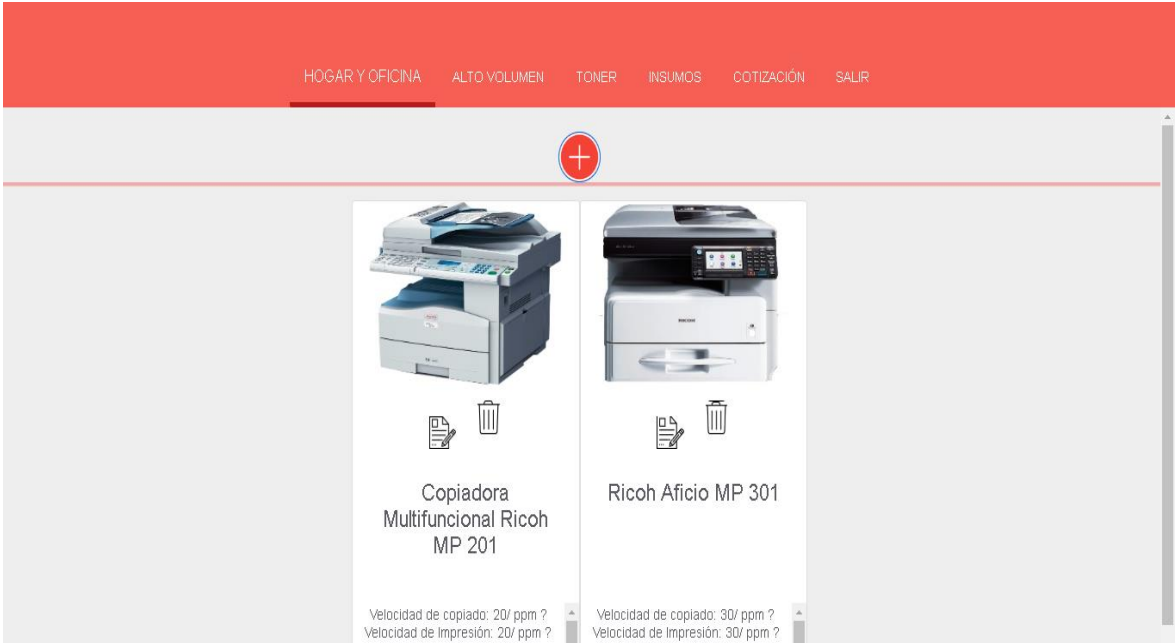 HOGAR Y OFICINA
ALTO VOLUMEN
TONER
INSUMOS
COTIZACIÓN
SALIR
RICOH
Copiadora
Multifuncional Ricoh
MP 201
Velocidad de copiado: 20/ ppm ?
Velocidad de Impresión: 20/ ppm ?
Ricoh Aficio MP 301
Velocidad de copiado: 30/ ppm ?
Velocidad de Impresión: 30/ ppm ?